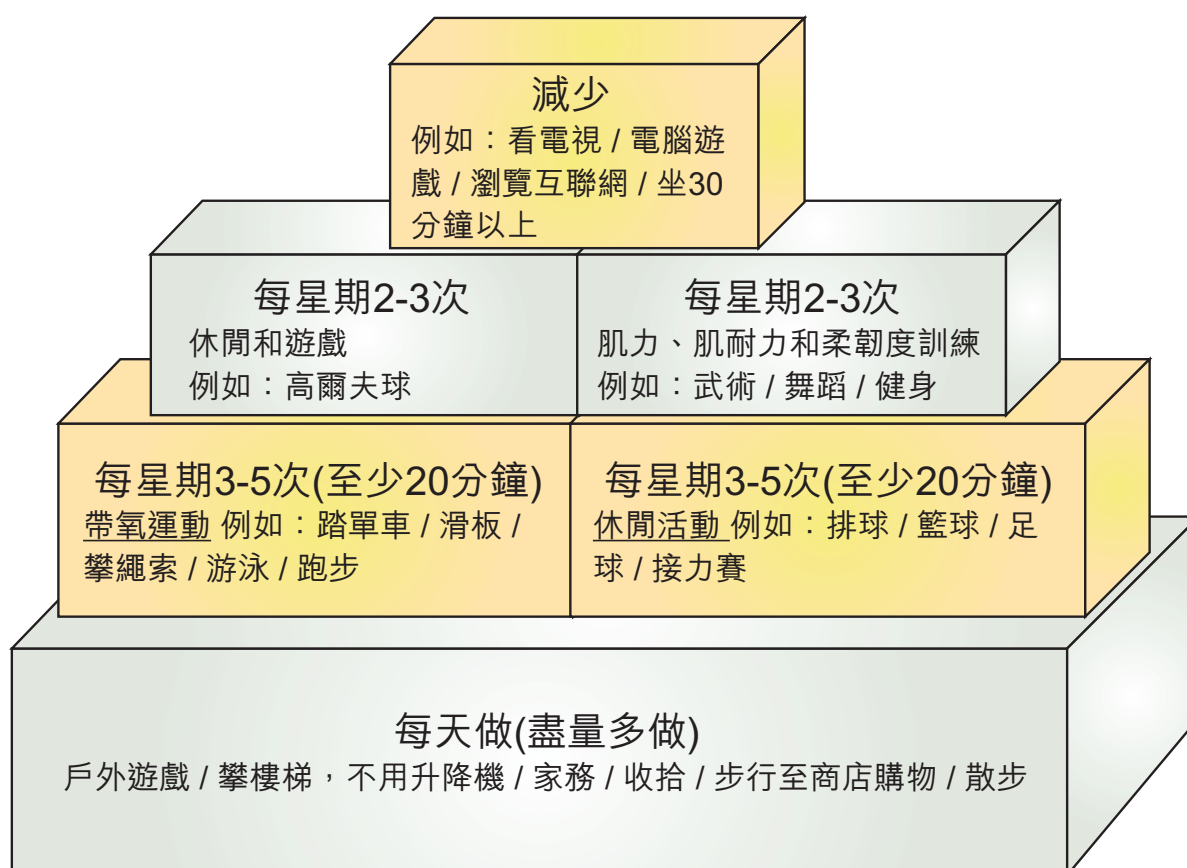 減少
例如：看電視 / 電腦遊
戲 / 瀏覽互聯網 / 坐30
分鐘以上
每星期2-3次
休閒和遊戲
例如：高爾夫球
每星期2-3次
肌力、肌耐力和柔韌度訓練
例如：武術 / 舞蹈 / 健身
每星期3-5次(至少20分鐘)
帶氧運動 例如：踏單車 / 滑板 /
攀繩索 / 游泳 / 跑步
每星期3-5次(至少20分鐘)
休閒活動 例如：排球 / 籃球 / 足
球 / 接力賽
每天做(盡量多做)
戶外遊戲 / 攀樓梯，不用升降機 / 家務 / 收拾 / 步行至商店購物 / 散步